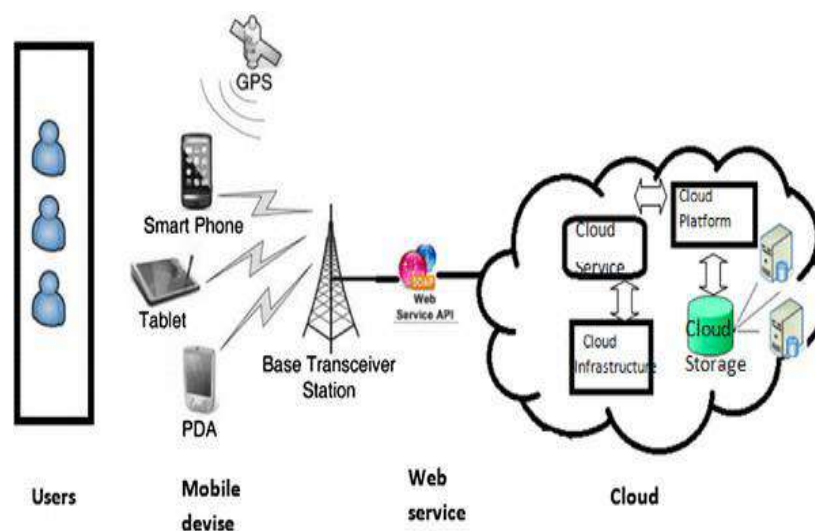 GPS
Smart Phone
Tablet
PDA
Base Transceiver
Station
SOAP
Web
Service API
Cloud
Service
Cloud
Platform
Cloud
Infrastructure
Cloud
Storage
Users
Mobile
devise
Web
service
Cloud